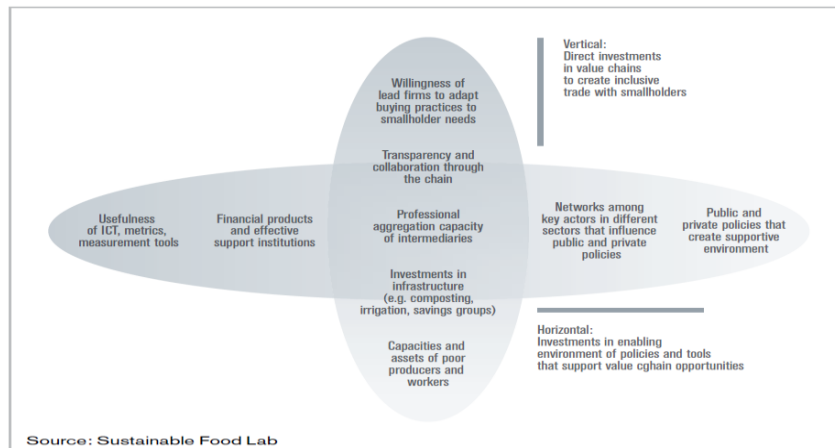 Vertical:
Direct investments
in value chains
to create inclusive
trade with smallholders
Willingness of
lead firms to adapt
buying practices to
smallholder needs
Transparency and
collaboration through
the chain
Usefulness
of ICT, metrics,
measurement tools
Financial products
and effective
support institutions
Professional
aggregation capacity
of intermediaries
Networks among
key actors in different
sectors that influence
public and private
policies
Public and
private policies that
create supportive
environment
Investments in
infrastructure
(e.g. composting,
irrigation, savings groups)
Capacities and
assets of poor
producers and
workers
Horizontal:
Investments in enabling
environment of policies and tools
that support value cghain opportunities
Source: Sustainable Food Lab